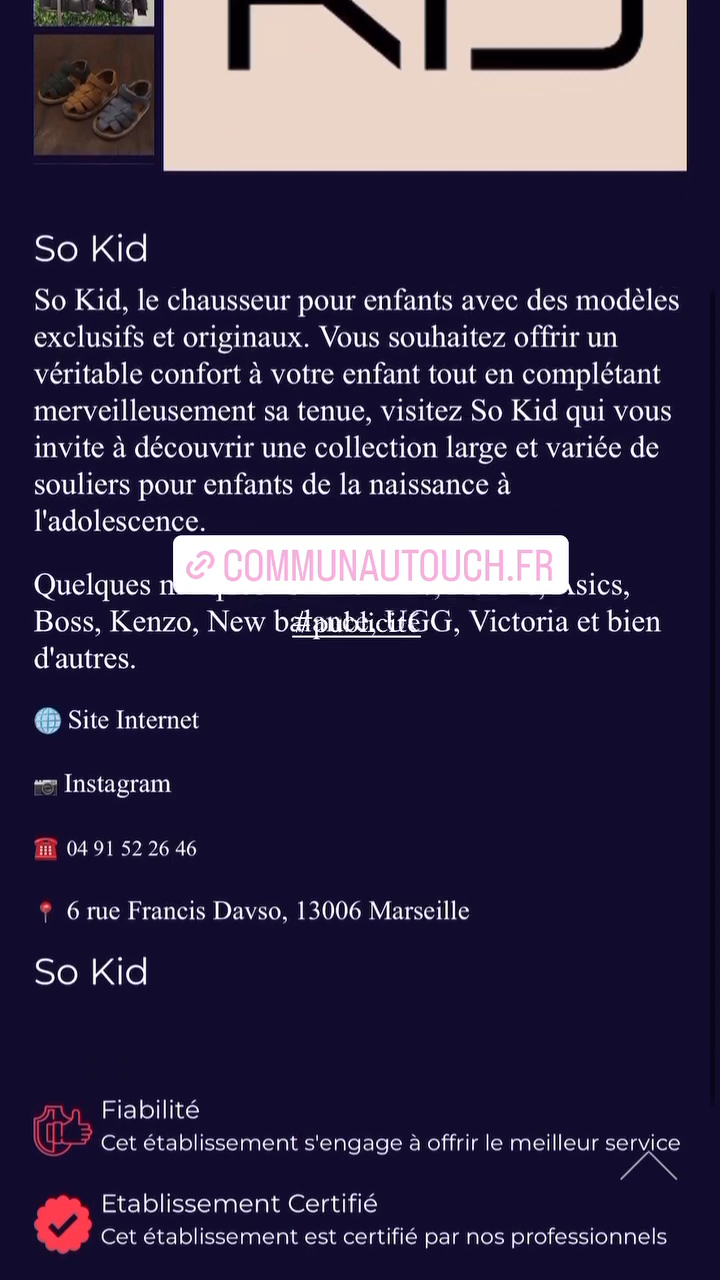 So Kid
So Kid, le chausseur pour enfants avec des modèles
exclusifs et originaux. Vous souhaitez offrir un
véritable confort à votre enfant tout en complétant
merveilleusement sa tenue, visitez So Kid qui vous
invite à découvrir une collection large et variée de
souliers pour enfants de la naissance à
l'adolescence.
COMMUNAUTOUCH.FR
Quelques Asics,
Boss, Kenzo, New balance, UGG, Victoria et bien
#publicité
d'autres.
Site Internet
Instagram
04 91 52 26 46
6 rue Francis Davso, 13006 Marseille
So Kid
Fiabilité
Cet établissement s'engage à offrir le meilleur service
Etablissement Certifié
Cet établissement est certifié par nos professionnels